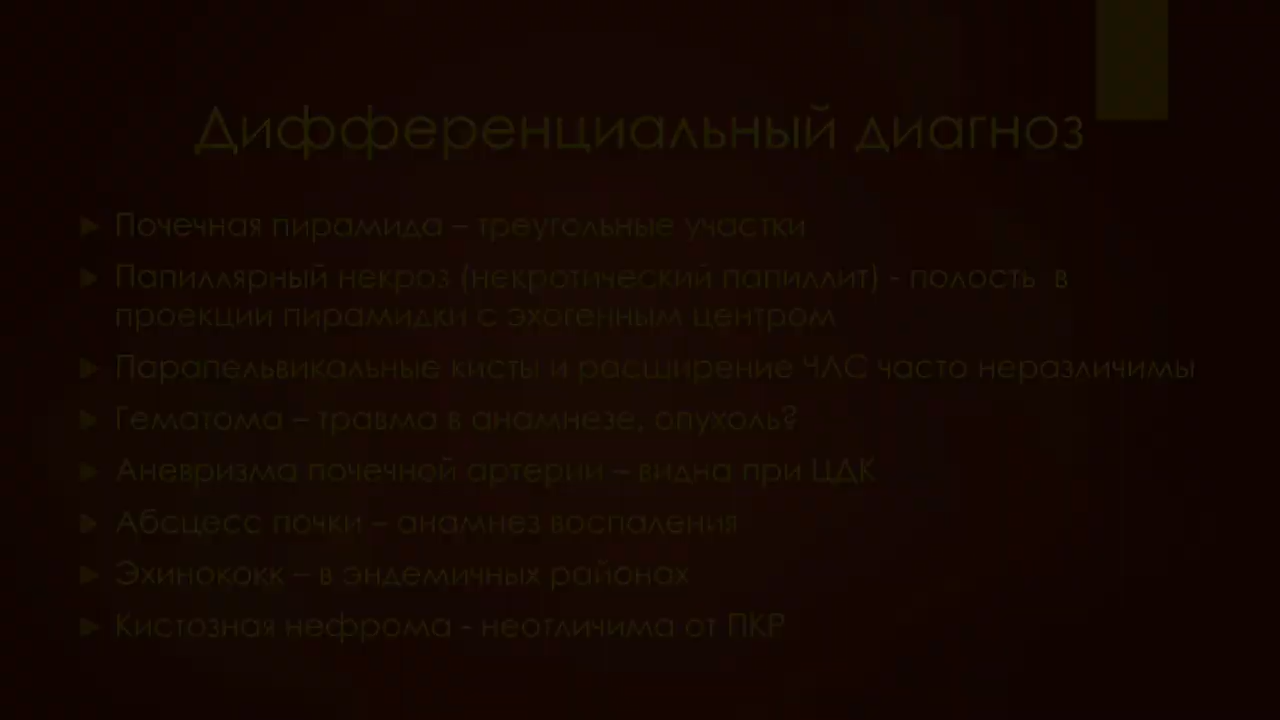 Дифференциальный диагноз
Почечная пирамида – треугольные участки
Папиллярный некроз (некротический папиллит) - полость в
проекции пирамидки с эхогенным центром
Парапельвикальные кисты и расширение ЧЛС часто неразличимы
Гематома – травма в анамнезе, опухоль?
Аневризма почечной артерии – видна при ЦДК
Абсцесс почки – анамнез воспаления
Эхинококк – в эндемичных районах
Кистозная нефрома - неотличима от ПКР